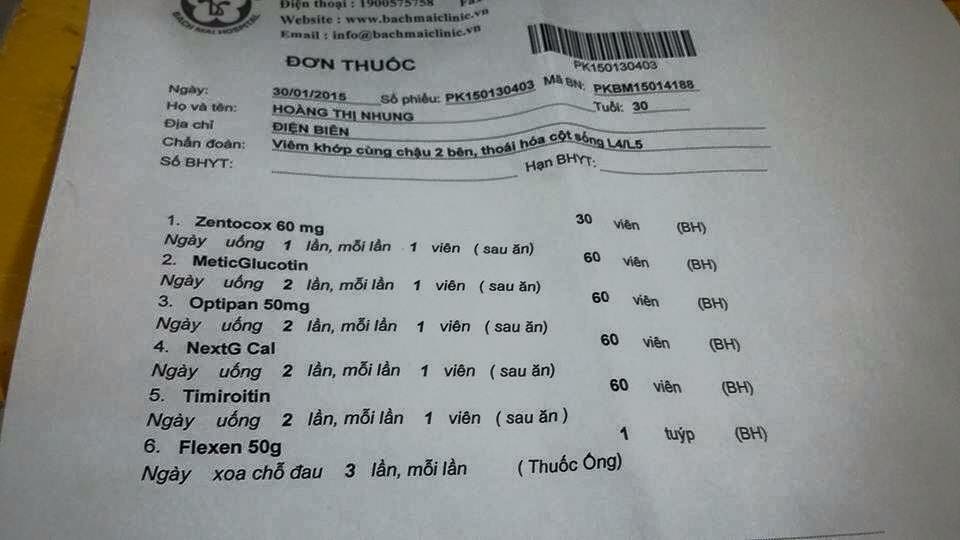 BACH MAI HOSPITAL
Điện thoại : 1900575758 Fax
Website : www.bachmaiclinic.vn
Email : info@bachmaiclinic.vn
PK150130403
ĐƠN THUỐC
Ngày: 30/01/2015 Số phiếu: PK150130403 Mã BN: PKBM15014188
Họ và tên: HOÀNG THỊ NHUNG Tuổi: 30
Địa chỉ ĐIỆN BIÊN
Chẩn đoán: Viêm khớp cùng chậu 2 bên, thoái hóa cột sống L4/L5
Số BHYT: Hạn BHYT:
1. Zentocox 60 mg 30 viên (BH)
Ngày uống 1 lần, mỗi lần 1 viên ( sau ăn)
2. MeticGlucotin 60 viên (BH)
Ngày uống 2 lần, mỗi lần 1 viên ( sau ăn)
3. Optipan 50mg 60 viên (BH)
Ngày uống 2 lần, mỗi lần 1 viên ( sau ăn)
4. NextG Cal 60 viên (BH)
Ngày uống 2 lần, mỗi lần 1 viên ( sau ăn)
5. Timiroitin 60 viên (BH)
Ngày uống 2 lần, mỗi lần 1 viên ( sau ăn )
6. Flexen 50g 1 tuýp (BH)
Ngày xoa chỗ đau 3 lần, mỗi lần ( Thuốc Ống)